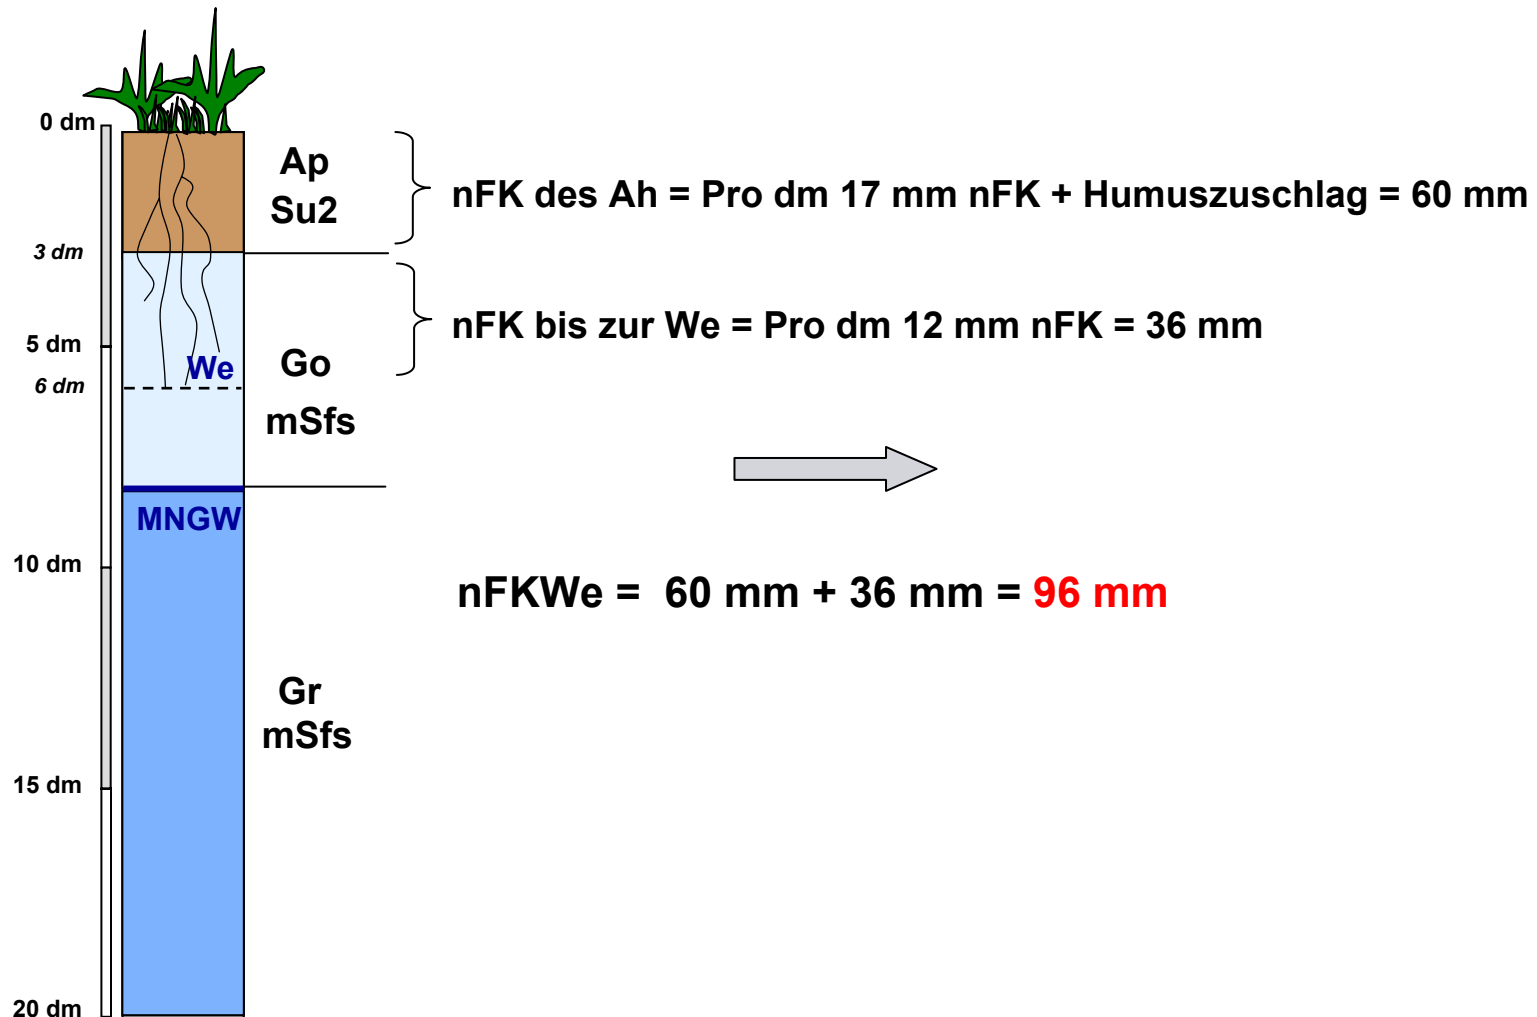 0 dm
Ap
Su2
nFK des Ah = Pro dm 17 mm nFK + Humuszuschlag = 60 mm
3 dm
nFK bis zur We = Pro dm 12 mm nFK = 36 mm
5 dm
We
Go
6 dm
mSfs
MNGW
10 dm
nFKWe = 60 mm + 36 mm = 96 mm
Gr
mSfs
15 dm
20 dm